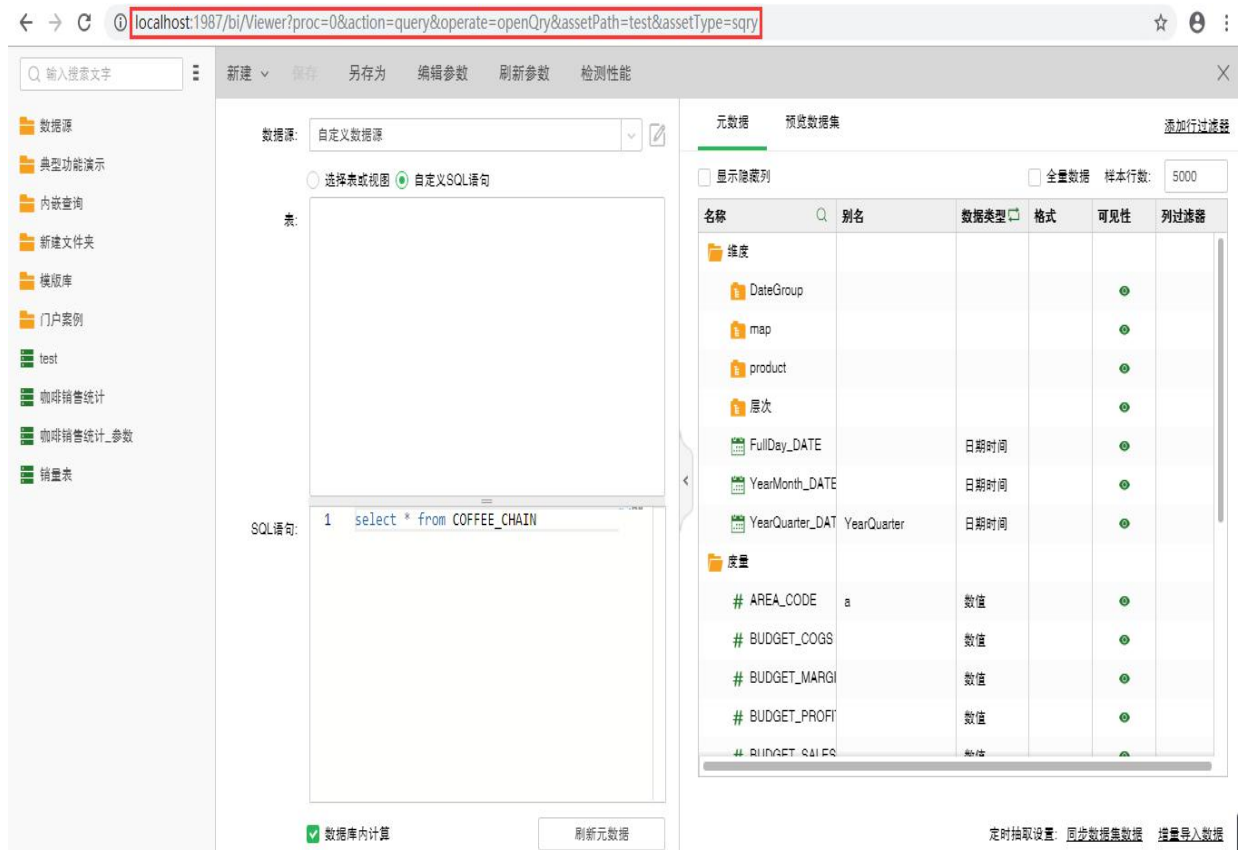 localhost:1987/bi/Viewer?proc=0&action=query&operate=openQry&assetPath=test&assetType=sqry
输入搜索文字
新建 保存 另存为 编辑参数 刷新参数 检测性能
数据源
典型功能演示
内嵌查询
新建文件夹
模版库
门户案例
test
咖啡销售统计
咖啡销售统计_参数
销量表
数据源: 自定义数据源
选择表或视图 自定义SQL语句
表:
SQL语句: 1 select * from COFFEE_CHAIN
数据库内计算 刷新元数据
元数据 预览数据集 添加行过滤器
显示隐藏列 全量数据 样本行数: 5000
名称 别名 数据类型 格式 可见性 列过滤器
维度
DateGroup
map
product
层次
FullDay_DATE 日期时间
YearMonth_DATE 日期时间
YearQuarter_DAT YearQuarter 日期时间
度量
AREA_CODE a 数值
BUDGET_COGS 数值
BUDGET_MARGI 数值
BUDGET_PROFI 数值
BUDGET_SALES 数值
定时抽取设置: 同步数据集数据 增量导入数据